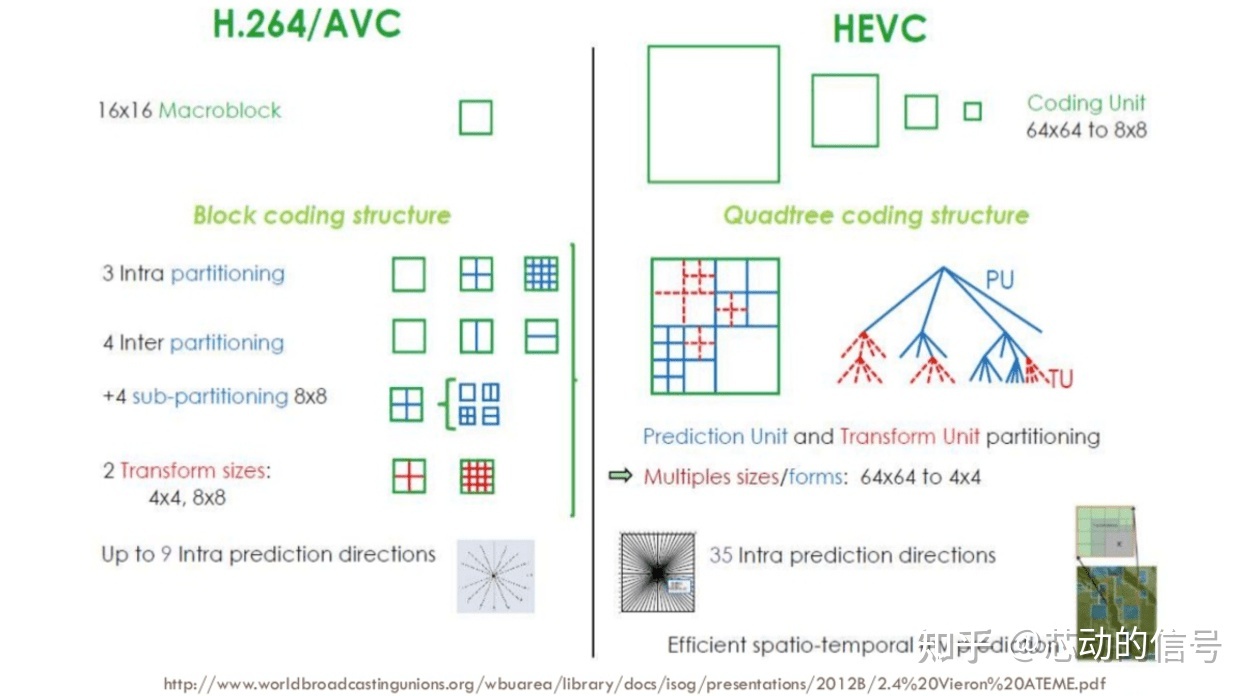 H.264/AVC
16x16 Macroblock
Block coding structure
3 Intra partitioning
4 Inter partitioning
+4 sub-partitioning 8x8
2 Transform sizes:
4x4, 8x8
Up to 9 Intra prediction directions
HEVC
Coding Unit
64x64 to 8x8
Quadtree coding structure
PU
TU
Prediction Unit and Transform Unit partitioning
Multiples sizes/forms: 64x64 to 4x4
35 Intra prediction directions
Efficient spatio-temporal prediction
知乎 @芯动的信号
http://www.worldbroadcastingunions.org/wbuarea/library/docs/isog/presentations/2012B/2.4%20Vieron%20ATEME.pdf